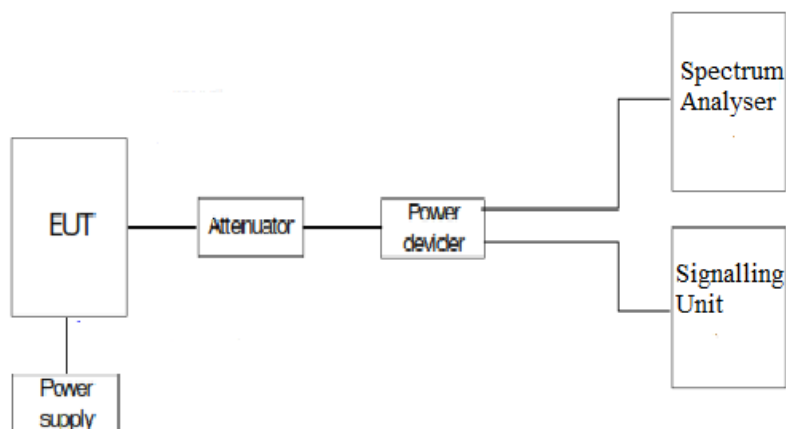 Spectrum
Analyser
EUT
Attenuator
Power
devider
Signalling
Unit
Power
supply